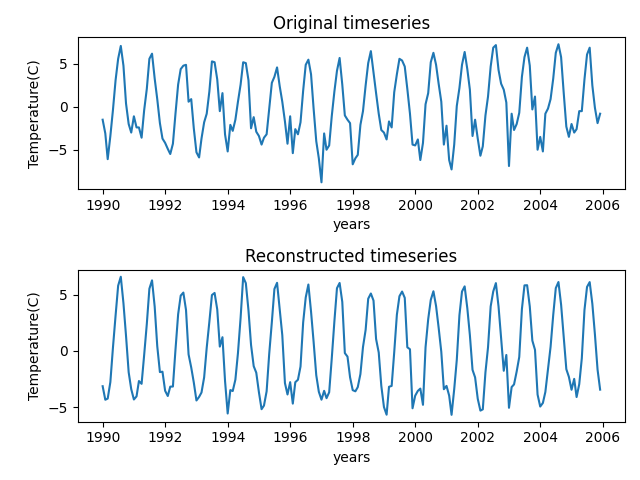 Original timeseries
Temperature(C)
5
0
−5
1990 1992 1994 1996 1998 2000 2002 2004 2006
years
Reconstructed timeseries
Temperature(C)
5
0
−5
1990 1992 1994 1996 1998 2000 2002 2004 2006
years